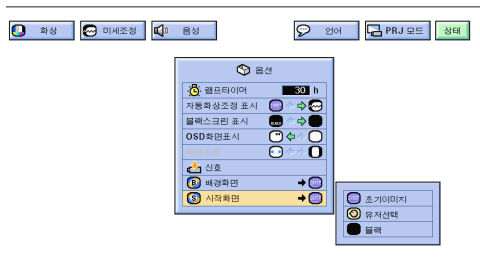 화상
미세조정
음성
언어
PRJ 모드
상태
옵션
램프타이머 30 h
자동화상조정 표시
블랙스크린 표시
OSD화면표시
신호
B 배경화면
S 시작화면
초기이미지
유저선택
블랙